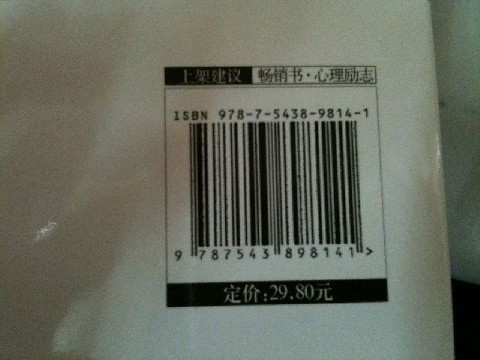 上架建议 畅销书·心理励志
ISBN 978-7-5438-9814-1
9 787543 898141 >
定价:29.80元